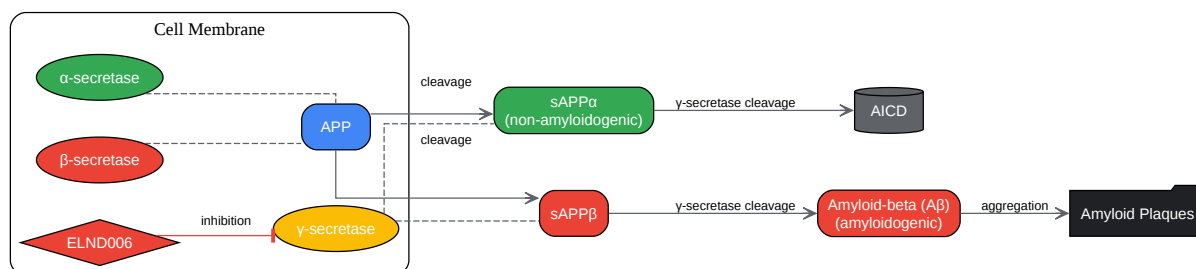 Cell Membrane
α-secretase
β-secretase
ELND006
inhibition
γ-secretase
APP
cleavage
cleavage
sAPPα
(non-amyloidogenic)
γ-secretase cleavage
AICD
sAPPβ
γ-secretase cleavage
Amyloid-beta (Aβ)
(amyloidogenic)
aggregation
Amyloid Plaques